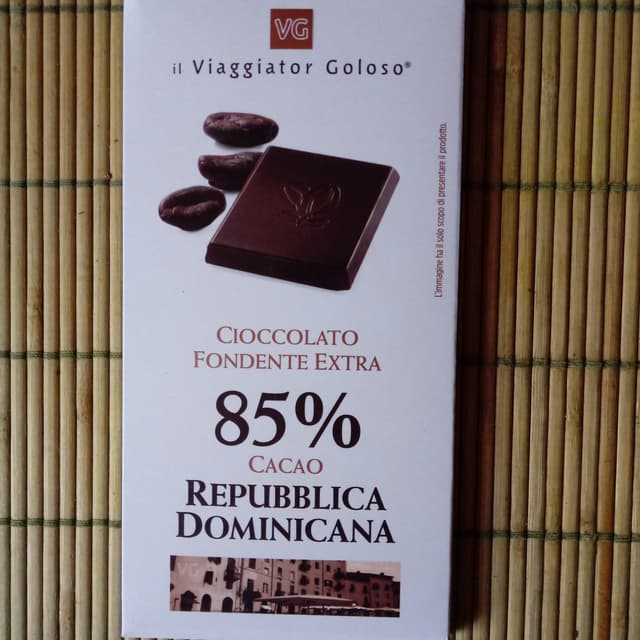 VG
il Viaggiator Goloso®
L'immagine ha il solo scopo di presentare il prodotto.
CIOCCOLATO
FONDENTE EXTRA
85%
CACAO
REPUBBLICA
DOMINICANA
VG